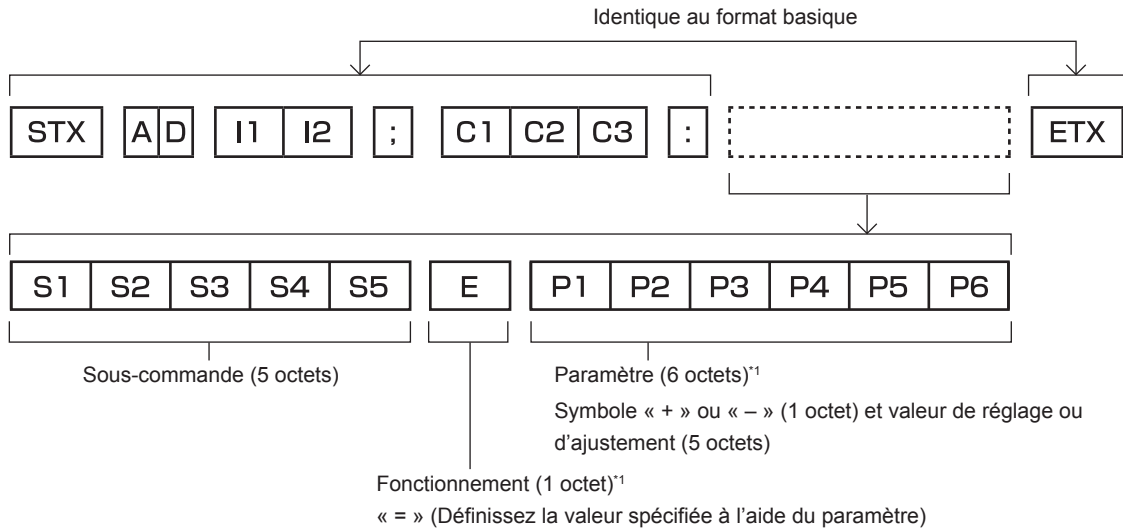 Identique au format basique
STX A D I1 I2 ; C1 C2 C3 : ETX
S1 S2 S3 S4 S5 E P1 P2 P3 P4 P5 P6
Sous-commande (5 octets)
Paramètre (6 octets)*1
Symbole « + » ou « – » (1 octet) et valeur de réglage ou
d'ajustement (5 octets)
Fonctionnement (1 octet)*1
« = » (Définissez la valeur spécifiée à l'aide du paramètre)